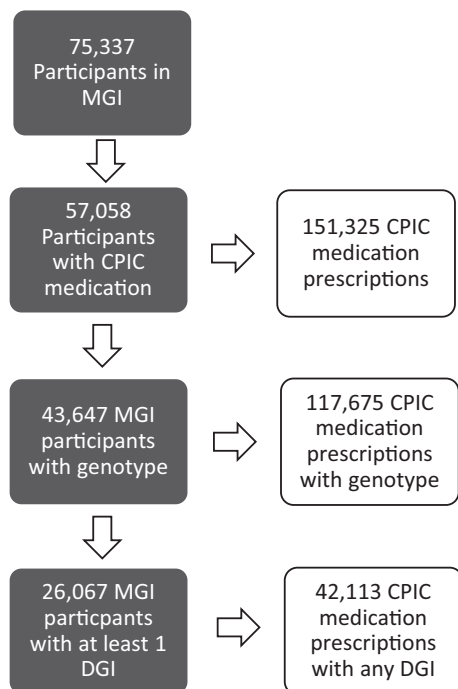 75,337
Participants in
MGI
57,058
Participants
with CPIC
medication
151,325 CPIC
medication
prescriptions
43,647 MGI
participants
with genotype
117,675 CPIC
medication
prescriptions
with genotype
26,067 MGI
particpants
with at least 1
DGI
42,113 CPIC
medication
prescriptions
with any DGI